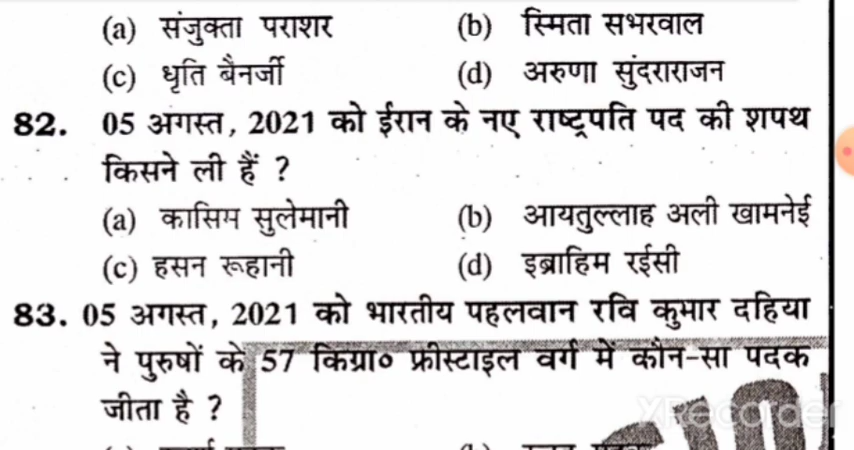 (a) संजुक्ता पराशर (b) स्मिता सभरवाल
(c) धृति बैनर्जी (d) अरुणा सुंदराराजन
82. 05 अगस्त, 2021 को ईरान के नए राष्ट्रपति पद की शपथ
किसने ली हैं ?
(a) कासिम सुलेमानी (b) आयतुल्लाह अली खामनेई
(c) हसन रूहानी (d) इब्राहिम रईसी
83. 05 अगस्त, 2021 को भारतीय पहलवान रवि कुमार दहिया
ने पुरुषों के 57 किग्रा० फ्रीस्टाइल वर्ग में कौन-सा पदक
जीता है ?
XRecorder